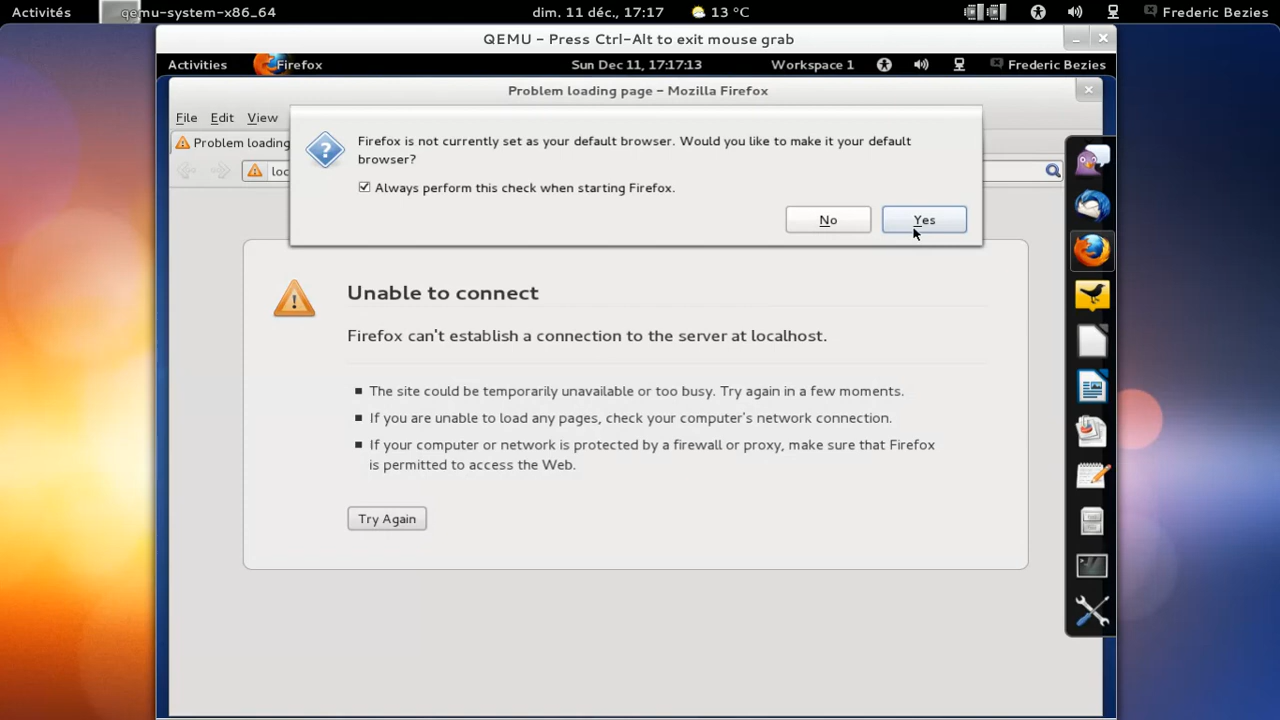 Activités qemu-system-x86_64 dim. 11 déc., 17:17 13 °C Frederic Bezies
QEMU – Press Ctrl-Alt to exit mouse grab
Activities Firefox Sun Dec 11, 17:17:13 Workspace 1 Frederic Bezies
Problem loading page – Mozilla Firefox
File Edit View
Firefox is not currently set as your default browser. Would you like to make it your default
browser?
Problem loading
loc
Always perform this check when starting Firefox.
No Yes
Unable to connect
Firefox can't establish a connection to the server at localhost.
The site could be temporarily unavailable or too busy. Try again in a few moments.
If you are unable to load any pages, check your computer's network connection.
If your computer or network is protected by a firewall or proxy, make sure that Firefox
is permitted to access the Web.
Try Again